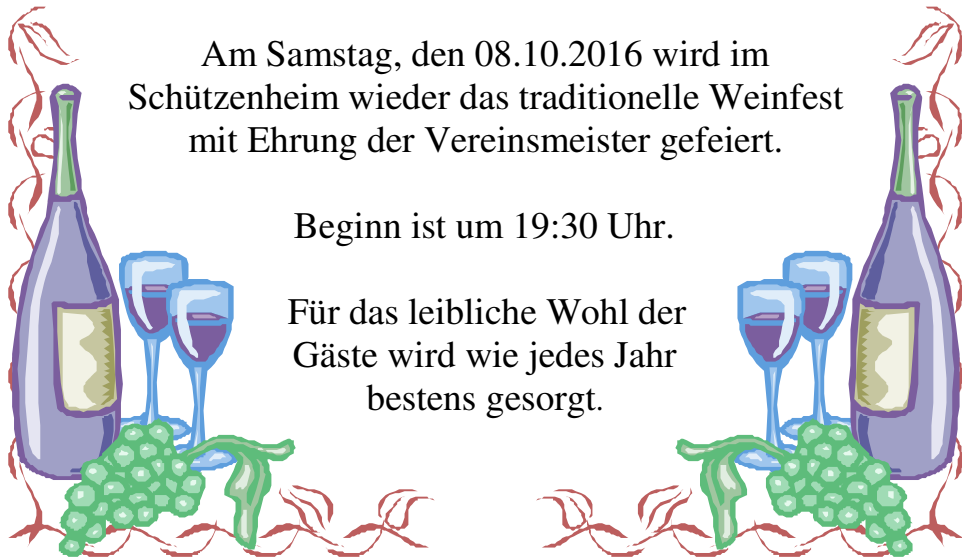 Am Samstag, den 08.10.2016 wird im
Schützenheim wieder das traditionelle Weinfest
mit Ehrung der Vereinsmeister gefeiert.
Beginn ist um 19:30 Uhr.
Für das leibliche Wohl der
Gäste wird wie jedes Jahr
bestens gesorgt.